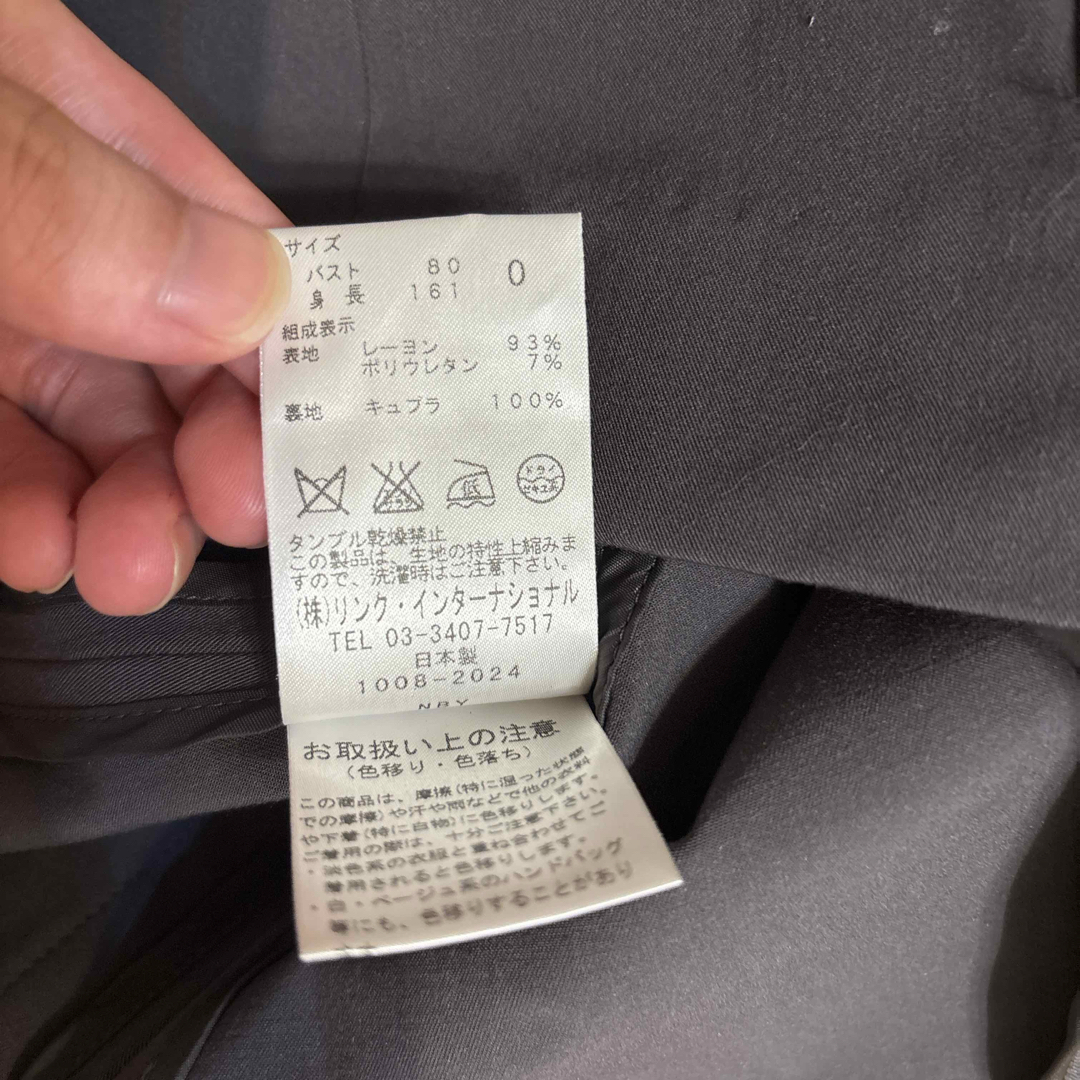 サイズ
バスト 80 0
身 長 161
組成表示
表地 レーヨン 93%
ポリウレタン 7%
裏地 キュプラ 100%
低
ドライ
セキユ系
タンブル乾燥禁止
この製品は、生地の特性上縮みま
すので、洗濯時はご注意下さい。
(株)リンク・インターナショナル
TEL 03-3407-7517
日本製
1008-2024
お取扱い上の注意
(色移り・色落ち)
この商品は、摩擦(特に湿った状態
での摩擦)や汗や雨などで他の衣料
や下着(特に白物)に色移りします。
ご着用の際は、十分ご注意下さい。
・淡色系の衣服と重ね合わせてご
着用されると色移りします。
・白・ベージュ系のハンドバッグ
等にも、色移りすることがあり